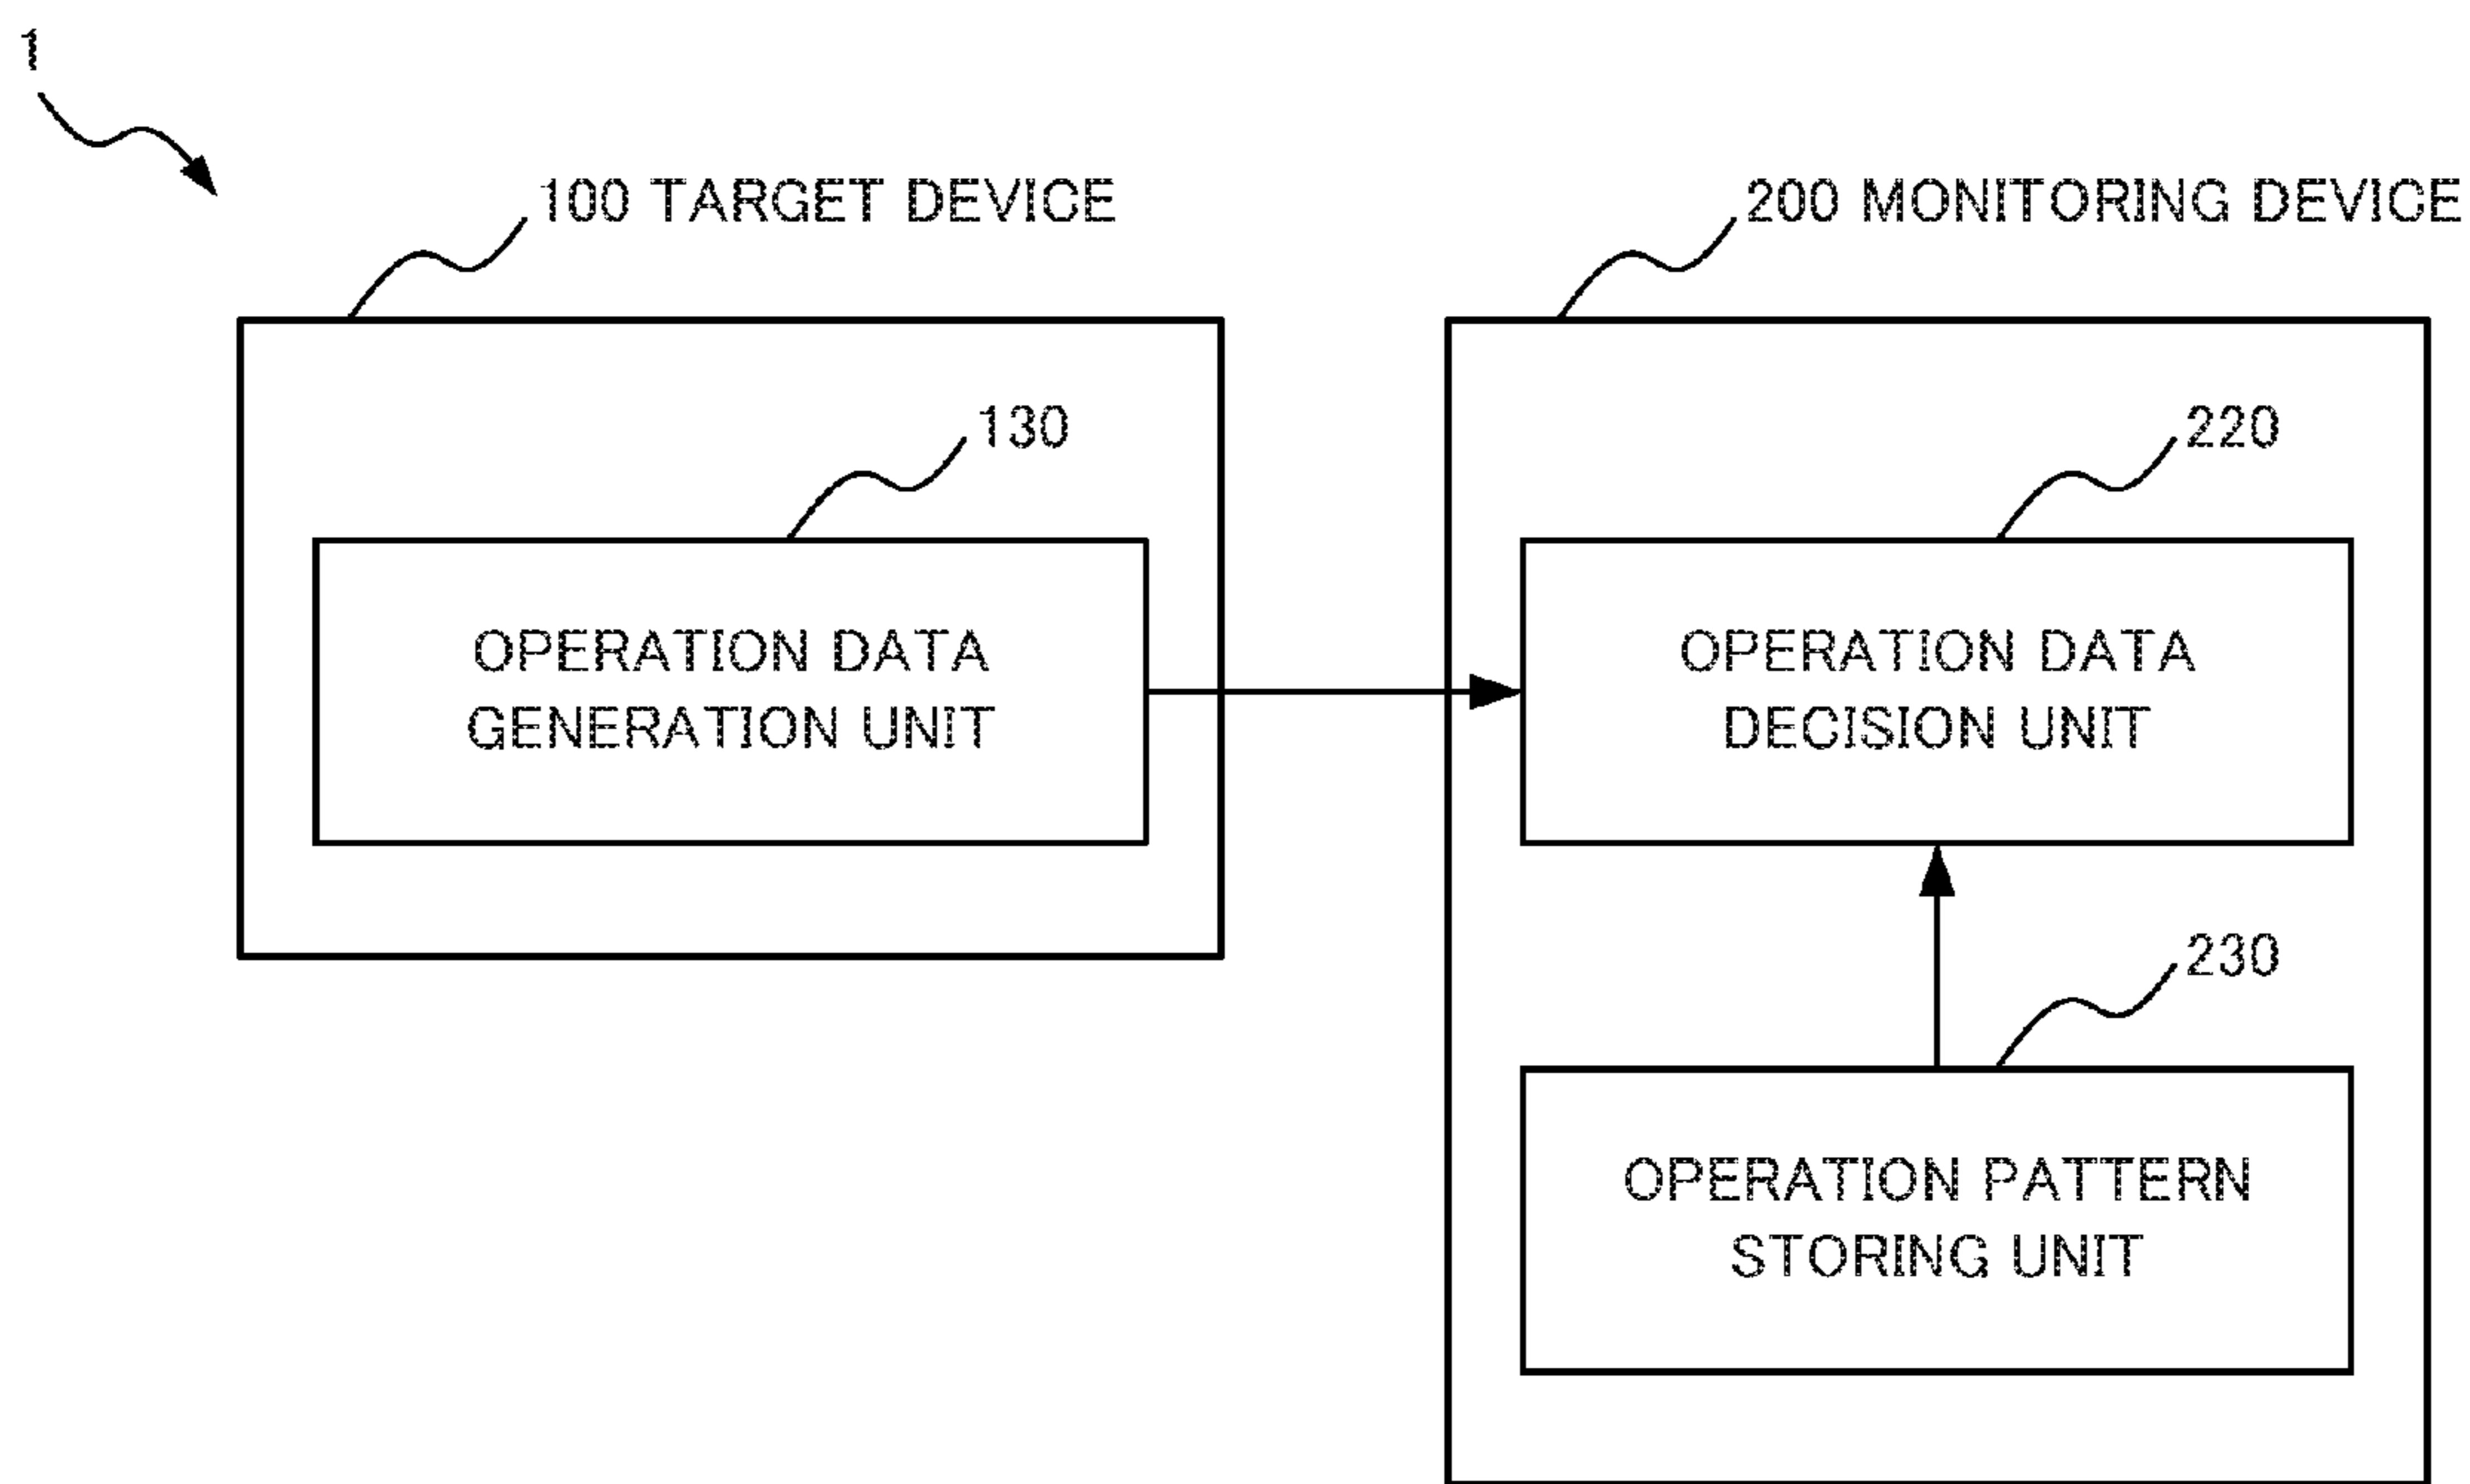 1
100 TARGET DEVICE
200 MONITORING DEVICE
130
220
OPERATION DATA
GENERATION UNIT
OPERATION DATA
DECISION UNIT
230
OPERATION PATTERN
STORING UNIT